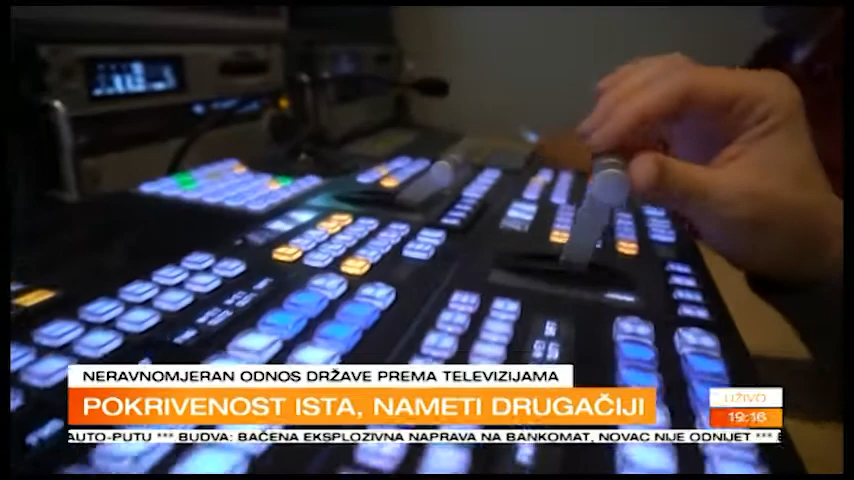 NERAVNOMJERAN ODNOS DRŽAVE PREMA TELEVIZIJAMA
POKRIVENOST ISTA, NAMETI DRUGAČIJI
UŽIVO
19:16
AUTO-PUTU *** BUDVA: BAČENA EKSPLOZIVNA NAPRAVA NA BANKOMAT, NOVAC NIJE ODNIJET ***